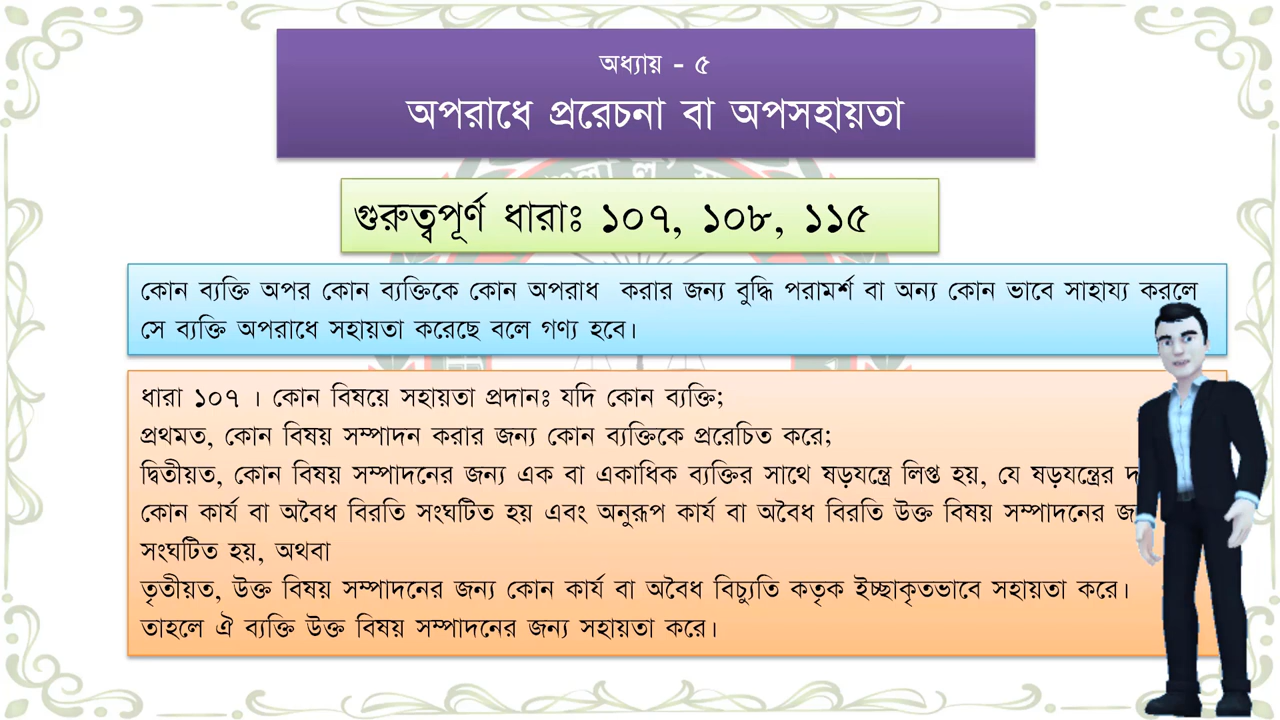 অধ্যায় - ৫
অপরাধে প্ররেচনা বা অপসহায়তা
গুরুত্বপূর্ণ ধারাঃ ১০৭, ১০৮, ১১৫
কোন ব্যক্তি অপর কোন ব্যক্তিকে কোন অপরাধ করার জন্য বুদ্ধি পরামর্শ বা অন্য কোন ভাবে সাহায্য করলে
সে ব্যক্তি অপরাধে সহায়তা করেছে বলে গণ্য হবে।
ধারা ১০৭ । কোন বিষয়ে সহায়তা প্রদানঃ যদি কোন ব্যক্তি;
প্রথমত, কোন বিষয় সম্পাদন করার জন্য কোন ব্যক্তিকে প্ররেচিত করে;
দ্বিতীয়ত, কোন বিষয় সম্পাদনের জন্য এক বা একাধিক ব্যক্তির সাথে ষড়যন্ত্রে লিপ্ত হয়, যে ষড়যন্ত্রের
কোন কার্য বা অবৈধ বিরতি সংঘটিত হয় এবং অনুরূপ কার্য বা অবৈধ বিরতি উক্ত বিষয় সম্পাদনের
সংঘটিত হয়, অথবা
তৃতীয়ত, উক্ত বিষয় সম্পাদনের জন্য কোন কার্য বা অবৈধ বিচ্যুতি কতৃক ইচ্ছাকৃতভাবে সহায়তা করে।
তাহলে ঐ ব্যক্তি উক্ত বিষয় সম্পাদনের জন্য সহায়তা করে।